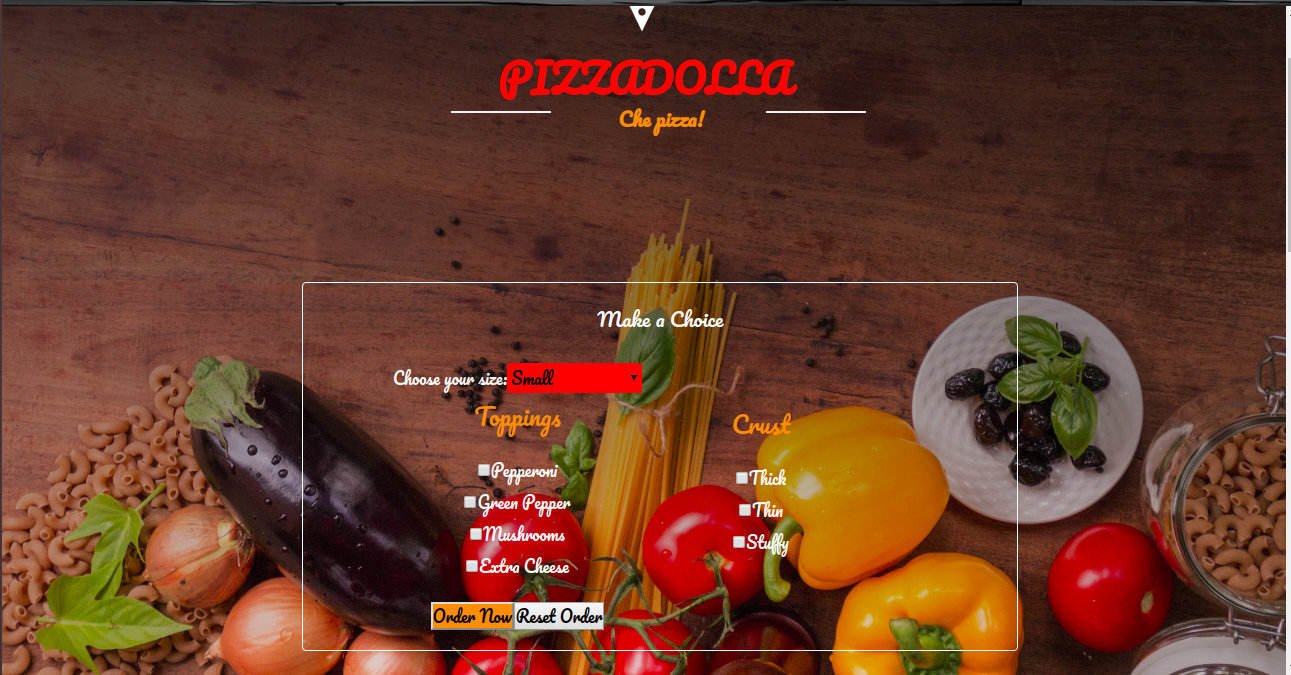 PIZZADOLLA
Che pizza!
Make a Choice
Choose your size: Small
Toppings
Crust
Pepperoni
Thick
Green Pepper
Thin
Mushrooms
Stuffy
Extra Cheese
Order Now Reset Order